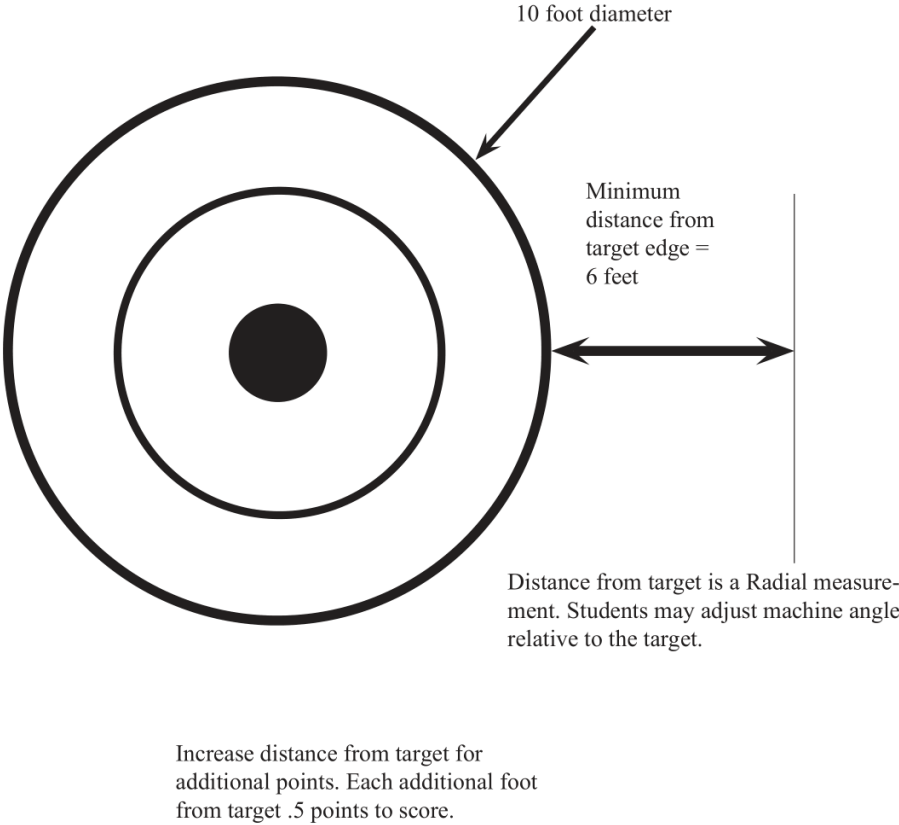 10 foot diameter
Minimum
distance from
target edge =
6 feet
Distance from target is a Radial measure-
ment. Students may adjust machine angle
relative to the target.
Increase distance from target for
additional points. Each additional foot
from target .5 points to score.